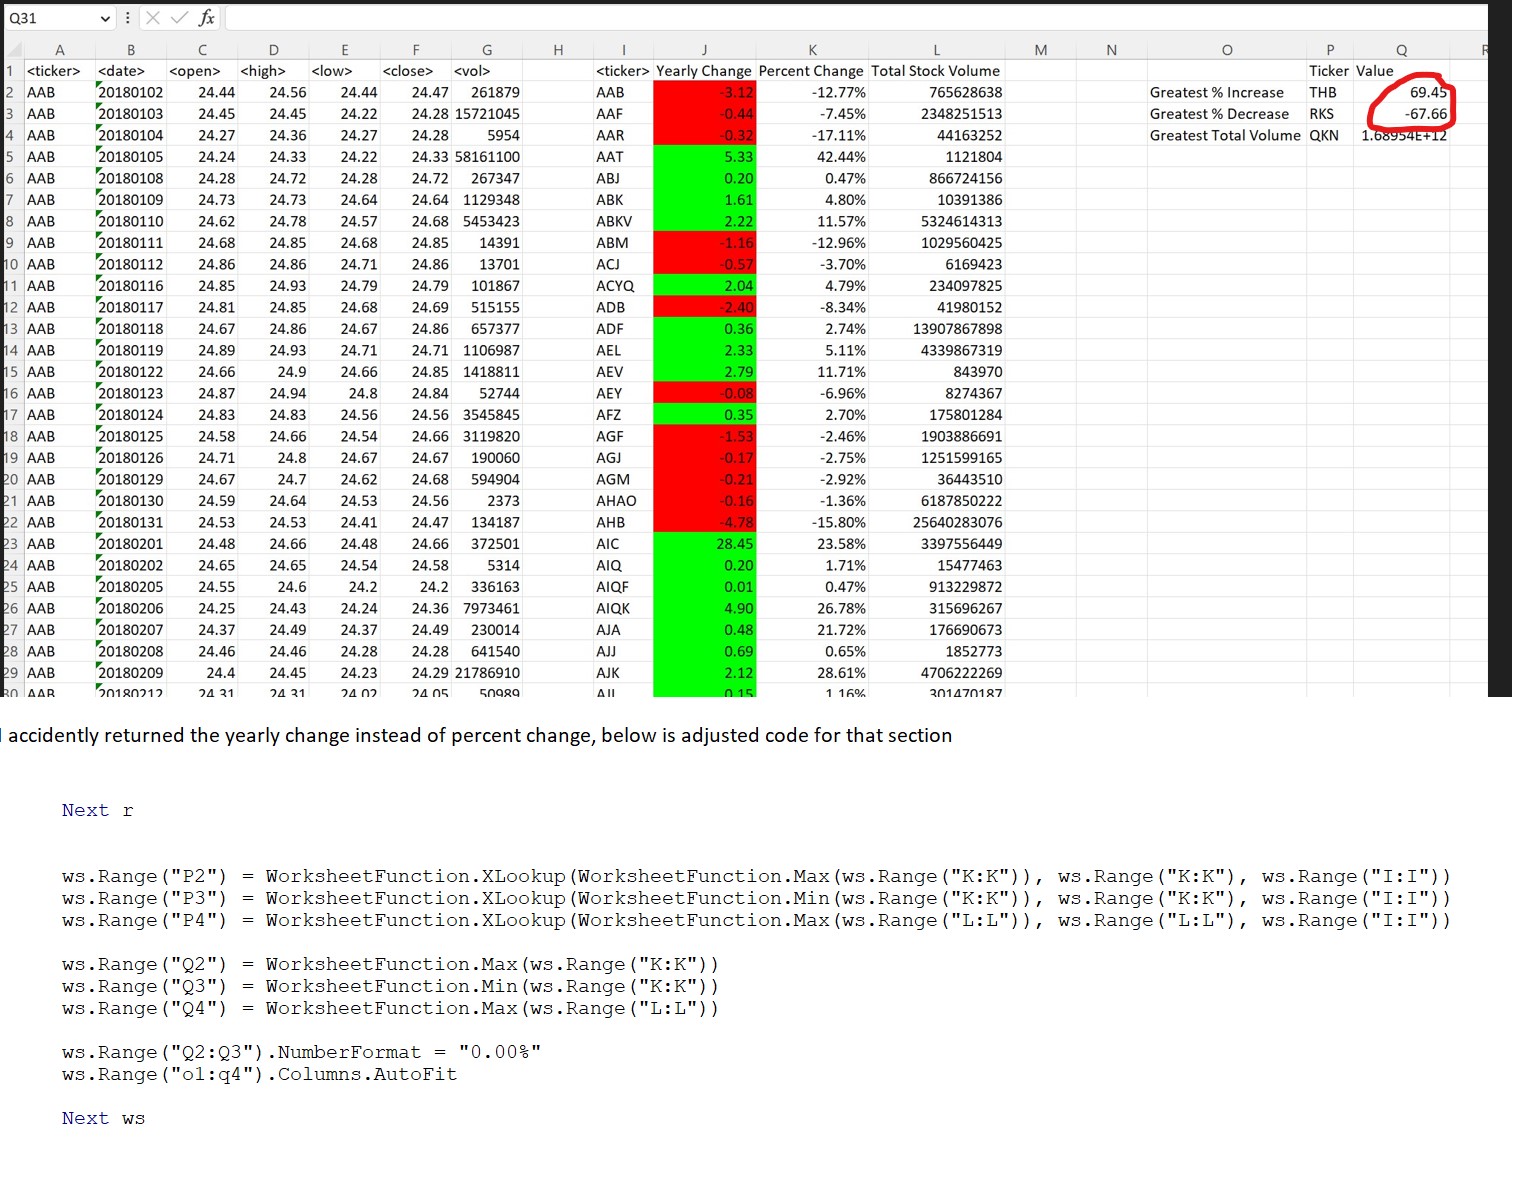 Q31 fx
A B C D E F G H I J K L M N O P Q R
1 <ticker> <date> <open> <high> <low> <close> <vol> <ticker> Yearly Change Percent Change Total Stock Volume Ticker Value
2 AAB 20180102 24.44 24.56 24.44 24.47 261879 AAB -3.12 -12.77% 765628638 Greatest % Increase THB 69.45
3 AAB 20180103 24.45 24.45 24.22 24.28 15721045 AAF -0.44 -7.45% 2348251513 Greatest % Decrease RKS -67.66
4 AAB 20180104 24.27 24.36 24.27 24.28 5954 AAR -0.32 -17.11% 44163252 Greatest Total Volume QKN 1.68954E+12
5 AAB 20180105 24.24 24.33 24.22 24.33 58161100 AAT 5.33 42.44% 1121804
6 AAB 20180108 24.28 24.72 24.28 24.72 267347 ABJ 0.20 0.47% 866724156
7 AAB 20180109 24.73 24.73 24.64 24.64 1129348 ABK 1.61 4.80% 10391386
8 AAB 20180110 24.62 24.78 24.57 24.68 5453423 ABKV 2.22 11.57% 5324614313
9 AAB 20180111 24.68 24.85 24.68 24.85 14391 ABM -1.16 -12.96% 1029560425
10 AAB 20180112 24.86 24.86 24.71 24.86 13701 ACJ -0.57 -3.70% 6169423
11 AAB 20180116 24.85 24.93 24.79 24.79 101867 ACYQ 2.04 4.79% 234097825
12 AAB 20180117 24.81 24.85 24.68 24.69 515155 ADB -2.40 -8.34% 41980152
13 AAB 20180118 24.67 24.86 24.67 24.86 657377 ADF 0.36 2.74% 13907867898
14 AAB 20180119 24.89 24.93 24.71 24.71 1106987 AEL 2.33 5.11% 4339867319
15 AAB 20180122 24.66 24.9 24.66 24.85 1418811 AEV 2.79 11.71% 843970
16 AAB 20180123 24.87 24.94 24.8 24.84 52744 AEY -0.08 -6.96% 8274367
17 AAB 20180124 24.83 24.83 24.56 24.56 3545845 AFZ 0.35 2.70% 175801284
18 AAB 20180125 24.58 24.66 24.54 24.66 3119820 AGF -1.53 -2.46% 1903886691
19 AAB 20180126 24.71 24.8 24.67 24.67 190060 AGJ -0.17 -2.75% 1251599165
20 AAB 20180129 24.67 24.7 24.62 24.68 594904 AGM -0.21 -2.92% 36443510
21 AAB 20180130 24.59 24.64 24.53 24.56 2373 AHAO -0.16 -1.36% 6187850222
22 AAB 20180131 24.53 24.53 24.41 24.47 134187 AHB -4.78 -15.80% 25640283076
23 AAB 20180201 24.48 24.66 24.48 24.66 372501 AIC 28.45 23.58% 3397556449
24 AAB 20180202 24.65 24.65 24.54 24.58 5314 AIQ 0.20 1.71% 15477463
25 AAB 20180205 24.55 24.6 24.2 24.2 336163 AIQF 0.01 0.47% 913229872
26 AAB 20180206 24.25 24.43 24.24 24.36 7973461 AIQK 4.90 26.78% 315696267
27 AAB 20180207 24.37 24.49 24.37 24.49 230014 AJA 0.48 21.72% 176690673
28 AAB 20180208 24.46 24.46 24.28 24.28 641540 AJJ 0.69 0.65% 1852773
29 AAB 20180209 24.4 24.45 24.23 24.29 21786910 AJK 2.12 28.61% 4706222269
30 AAB 20180212 24.31 24.31 24.02 24.05 50989 0.15 1.16% 301470187
I accidently returned the yearly change instead of percent change, below is adjusted code for that section
Next r
ws.Range("P2") = WorksheetFunction.XLookup(WorksheetFunction.Max(ws.Range("K:K")), ws.Range("K:K"), ws.Range("I:I"))
ws.Range("P3") = WorksheetFunction.XLookup(WorksheetFunction.Min(ws.Range("K:K")), ws.Range("K:K"), ws.Range("I:I"))
ws.Range("P4") = WorksheetFunction.XLookup(WorksheetFunction.Max(ws.Range("L:L")), ws.Range("L:L"), ws.Range("I:I"))
ws.Range("Q2") = WorksheetFunction.Max(ws.Range("K:K"))
ws.Range("Q3") = WorksheetFunction.Min(ws.Range("K:K"))
ws.Range("Q4") = WorksheetFunction.Max(ws.Range("L:L"))
ws.Range("Q2:Q3").NumberFormat = "0.00%"
ws.Range("o1:q4").Columns.AutoFit
Next ws